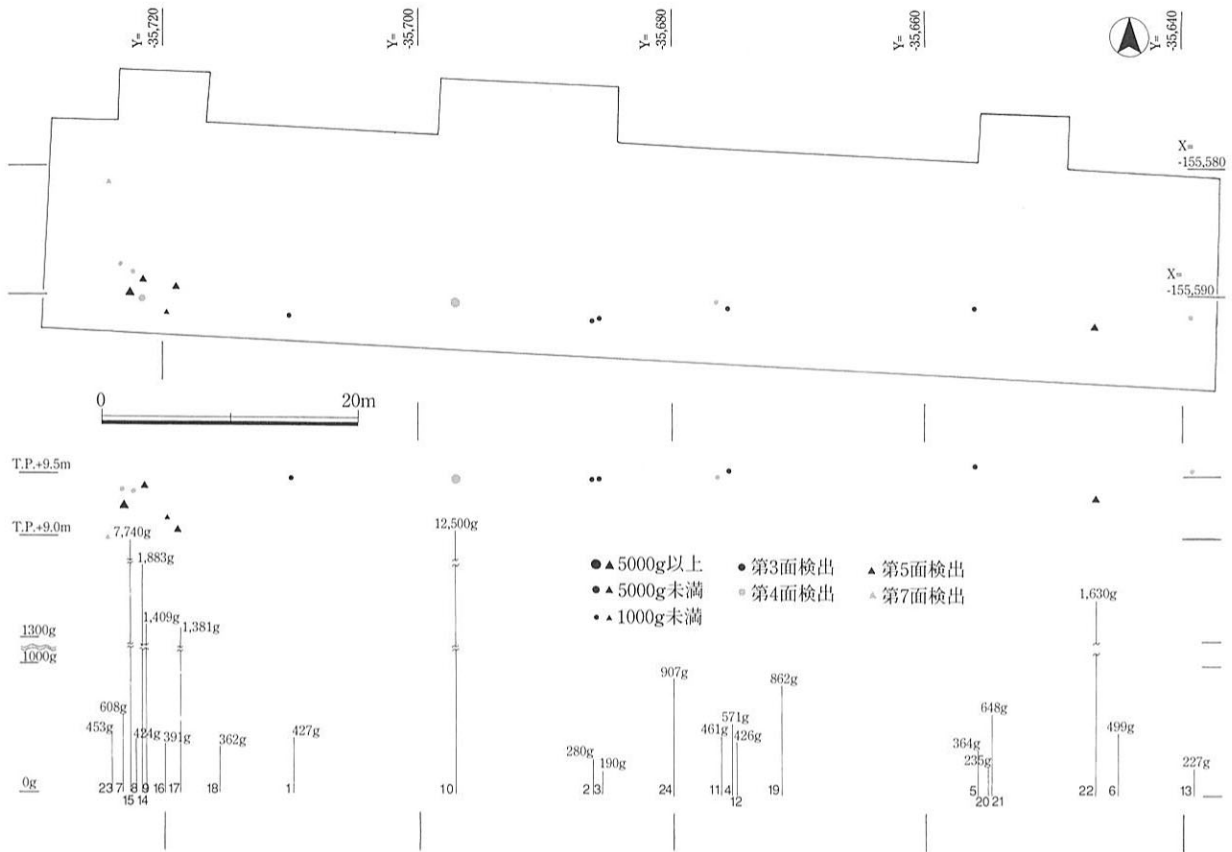 Y=
-35,720
Y=
-35,700
Y=
-35,680
Y=
-35,660
Y=
-35,640
X=
-155,580
X=
-155,590
0 20m
T.P.+9.5m
T.P.+9.0m
7,740g
12,500g
1,883g
5000g以上 第3面検出 第5面検出
5000g未満 第4面検出 第7面検出
1000g未満
1,630g
1,409g
1,381g
1300g
1000g
907g
862g
608g
571g
648g
453g
424g
391g
362g
427g
461g
426g
499g
280g
190g
364g
235g
227g
0g
23 7 8 9 16 17 18 1 10 2 3 24 11 4 19 5 22 6 13
15 14 12 20 21